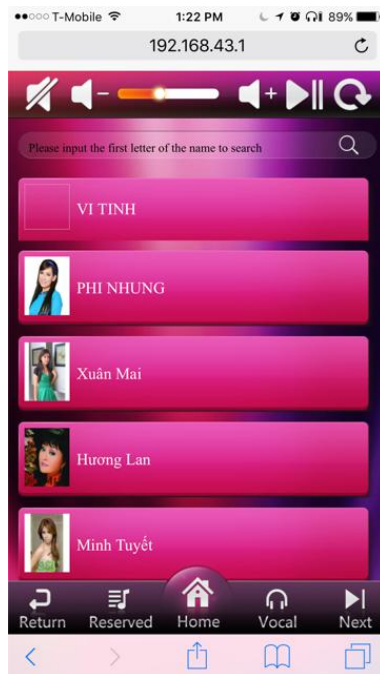 T-Mobile 1:22 PM 89%
192.168.43.1
Please input the first letter of the name to search
VI TINH
PHI NHUNG
Xuân Mai
Hương Lan
Minh Tuyết
Return Reserved Home Vocal Next